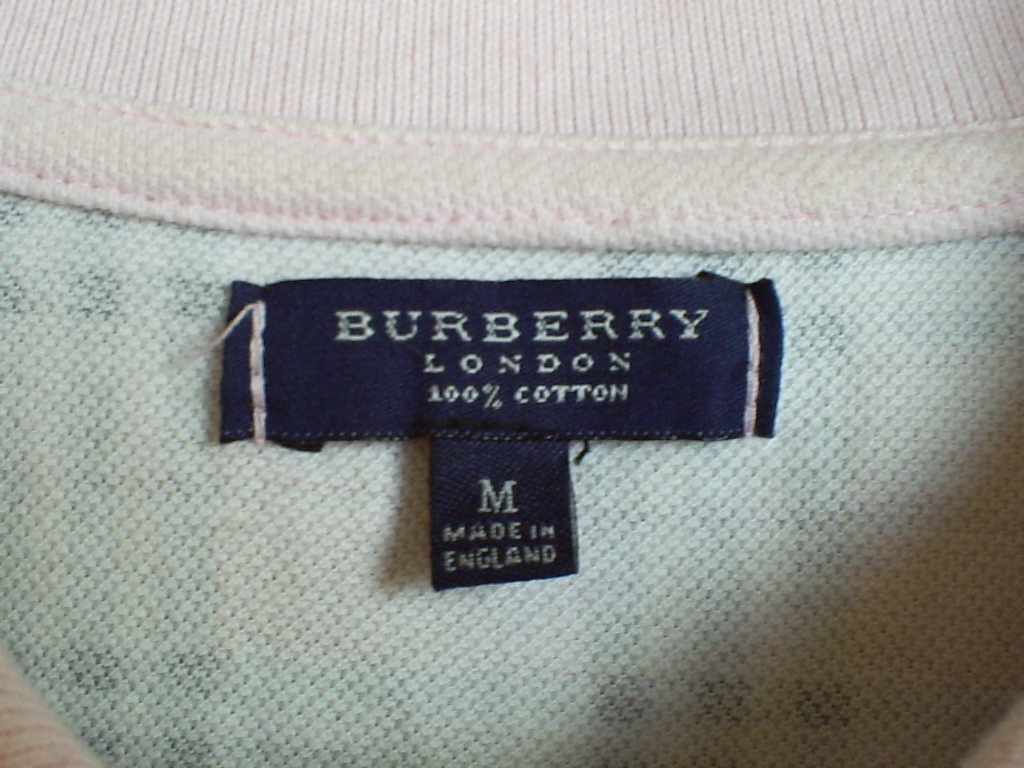 BURBERRY
LONDON
100% COTTON
M
MADE IN
ENGLAND